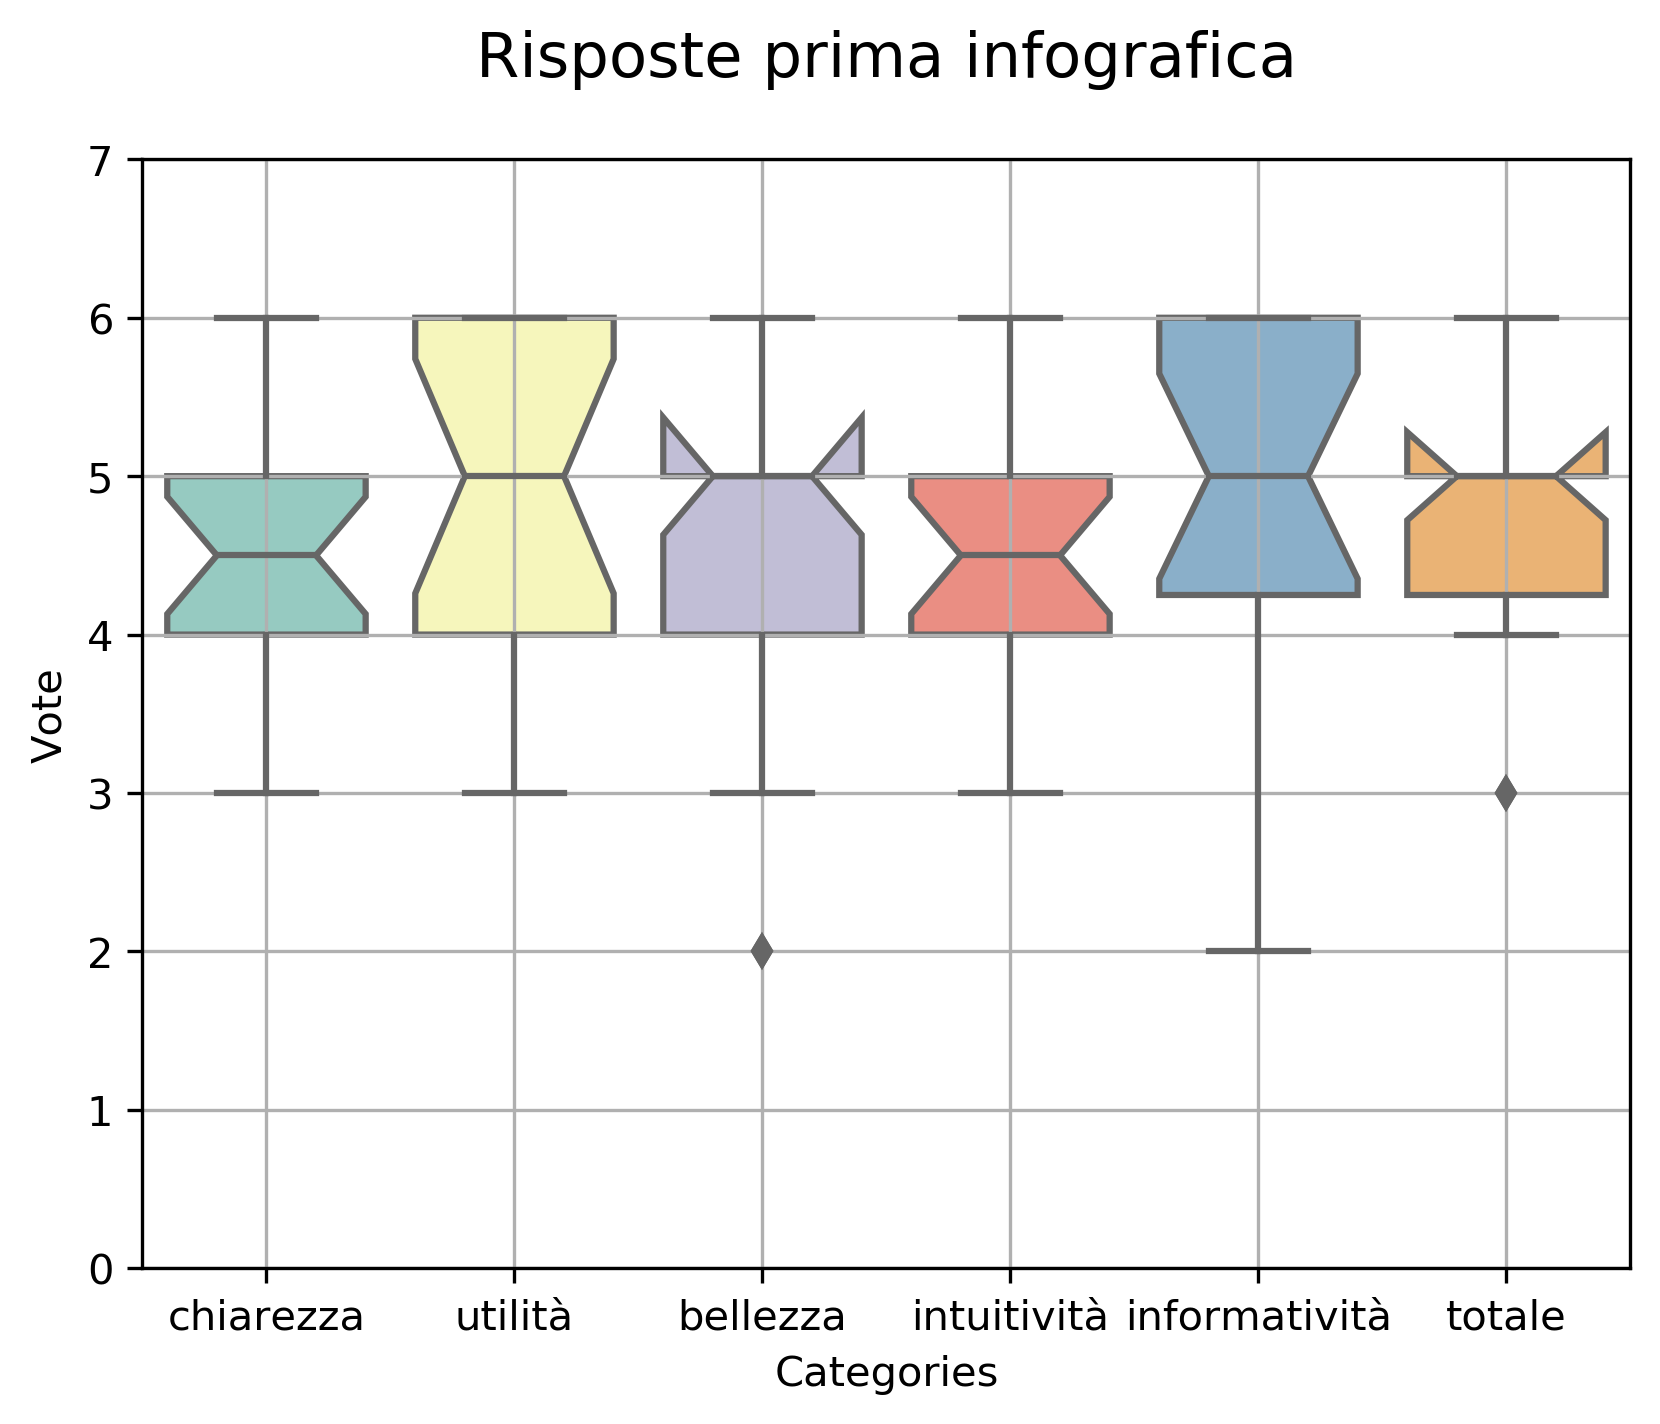 Risposte prima infografica
7
6
5
4
3
2
1
0
Vote
chiarezza utilità bellezza intuitività informatività totale
Categories